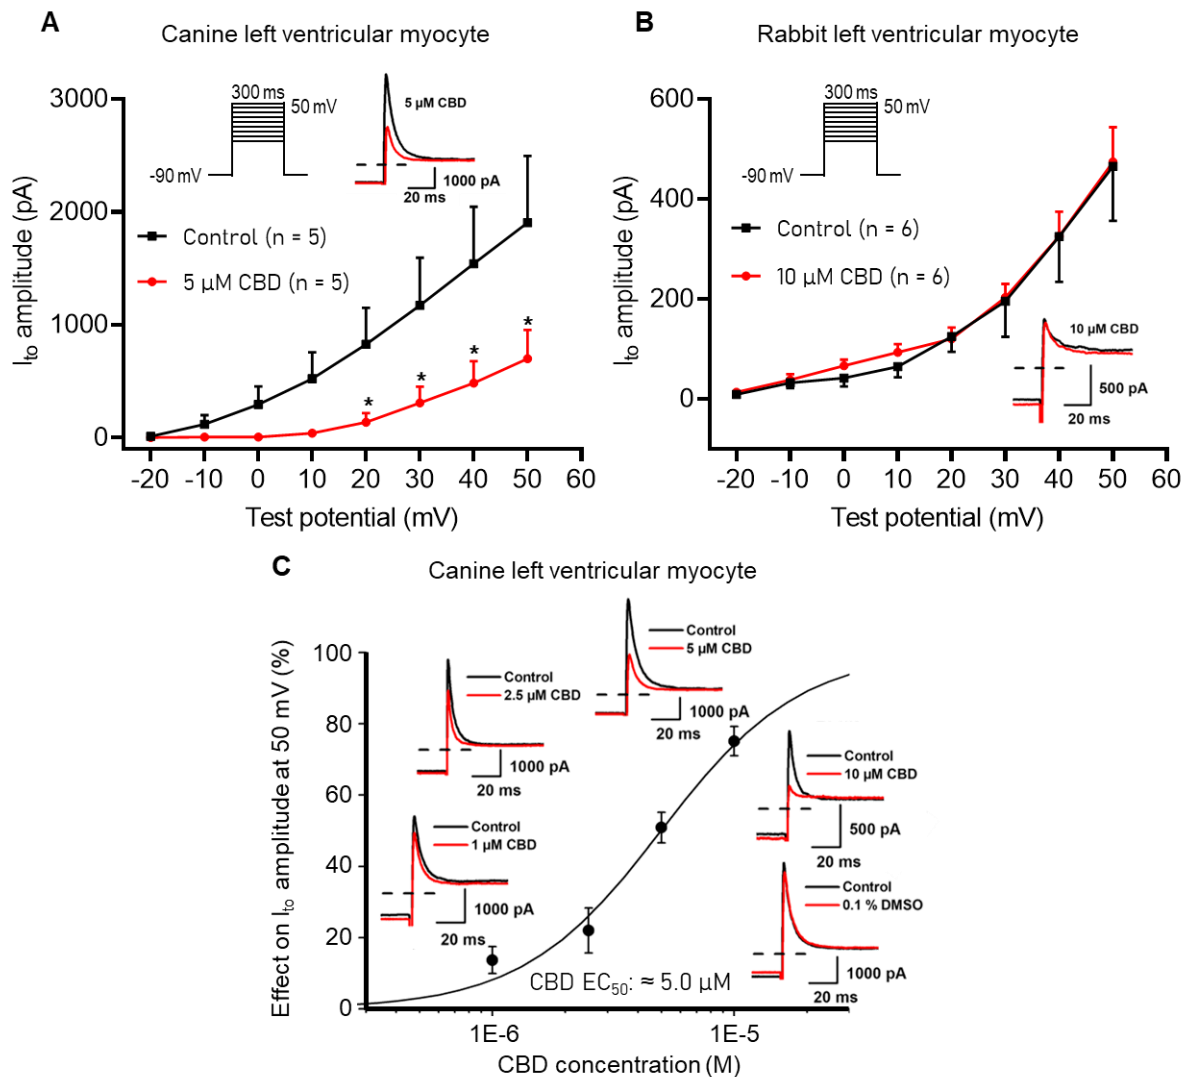 A
Canine left ventricular myocyte
3000
2000
1000
0
-20 -10 0 10 20 30 40 50 60
I_to amplitude (pA)
Test potential (mV)
300 ms
50 mV
-90 mV
Control (n = 5)
5 µM CBD (n = 5)
5 µM CBD
1000 pA
20 ms
* * * *
B
Rabbit left ventricular myocyte
600
400
200
0
-20 -10 0 10 20 30 40 50 60
I_to amplitude (pA)
Test potential (mV)
300 ms
50 mV
-90 mV
Control (n = 6)
10 µM CBD (n = 6)
10 µM CBD
500 pA
20 ms
C
Canine left ventricular myocyte
Effect on I_to amplitude at 50 mV (%)
100
80
60
40
20
0
1E-6 1E-5
CBD concentration (M)
Control
5 µM CBD
1000 pA
20 ms
Control
2.5 µM CBD
1000 pA
20 ms
Control
1 µM CBD
1000 pA
20 ms
Control
10 µM CBD
500 pA
20 ms
Control
0.1 % DMSO
1000 pA
20 ms
CBD EC₅₀: ≈ 5.0 µM